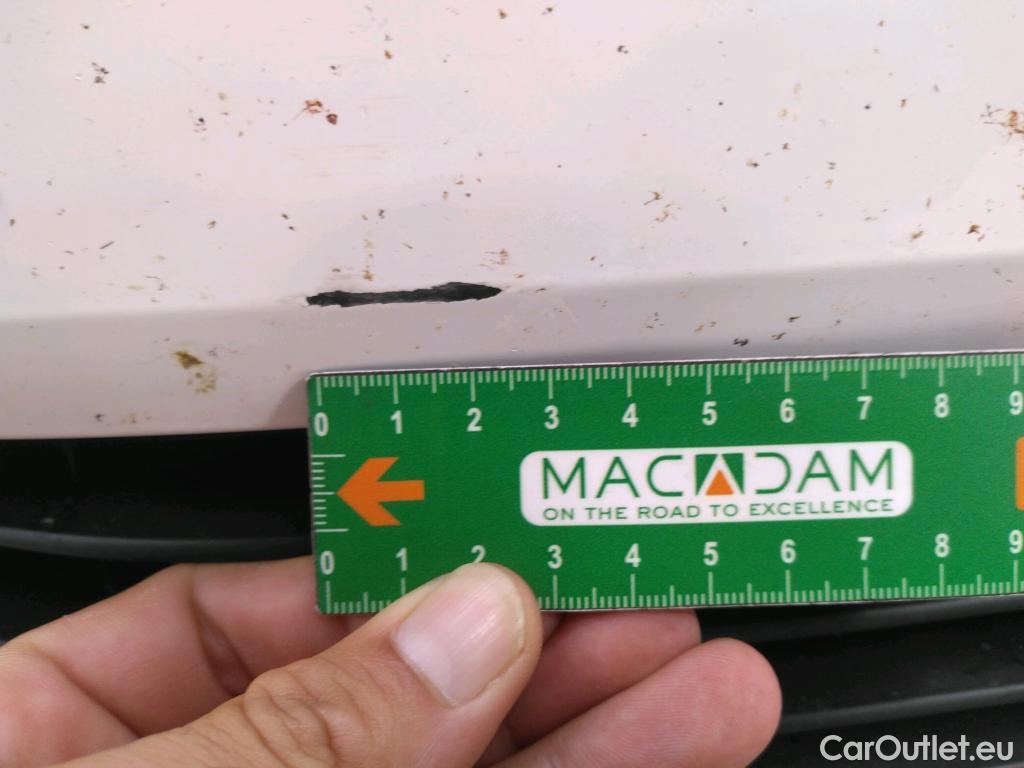 0 1 2 3 4 5 6 7 8 9
MACADAM
ON THE ROAD TO EXCELLENCE
0 1 2 3 4 5 6 7 8 9
CarOutlet.eu